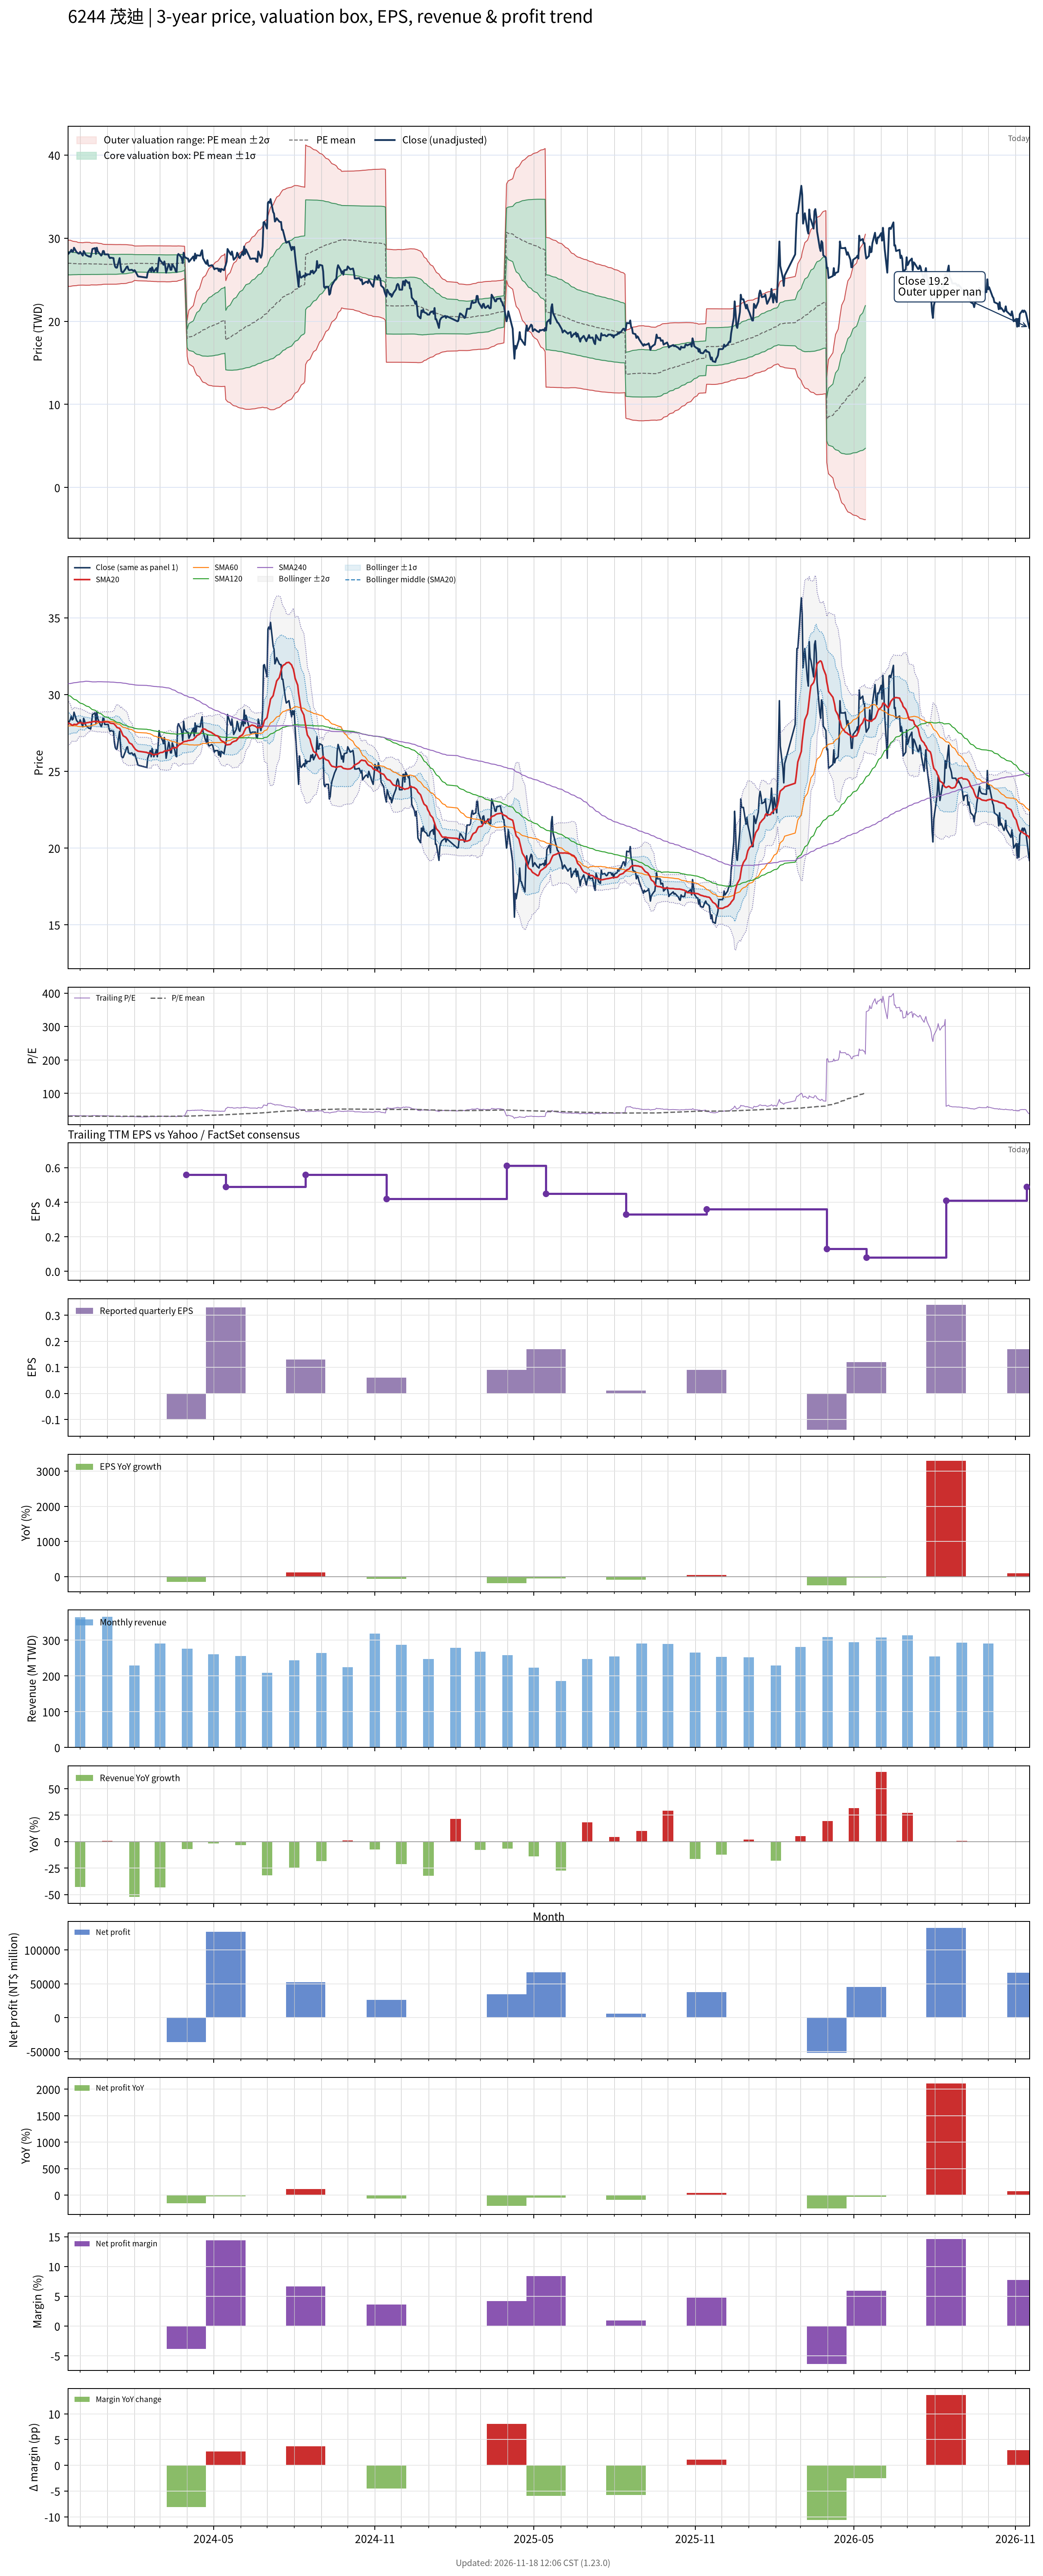 6244 茂迪 | 3-year price, valuation box, EPS, revenue & profit trend
Outer valuation range: PE mean ±2σ
PE mean
Close (unadjusted)
Core valuation box: PE mean ±1σ
Today
40
30
20
10
0
Price (TWD)
Close 19.2
Outer upper nan
Close (same as panel 1)
SMA60
SMA240
Bollinger ±1σ
SMA20
SMA120
Bollinger ±2σ
Bollinger middle (SMA20)
35
30
25
20
15
Price
Trailing P/E
P/E mean
400
300
200
100
P/E
Trailing TTM EPS vs Yahoo / FactSet consensus
Today
0.6
0.4
0.2
0.0
EPS
Reported quarterly EPS
0.3
0.2
0.1
0.0
-0.1
EPS
EPS YoY growth
3000
2000
1000
0
YoY (%)
Monthly revenue
300
200
100
0
Revenue (M TWD)
Revenue YoY growth
50
25
0
-25
-50
YoY (%)
Month
Net profit
100000
50000
0
-50000
Net profit (NT$ million)
Net profit YoY
2000
1500
1000
500
0
YoY (%)
Net profit margin
15
10
5
0
-5
Margin (%)
Margin YoY change
10
5
0
-5
-10
Δ margin (pp)
2024-05
2024-11
2025-05
2025-11
2026-05
2026-11
Updated: 2026-11-18 12:06 CST (1.23.0)